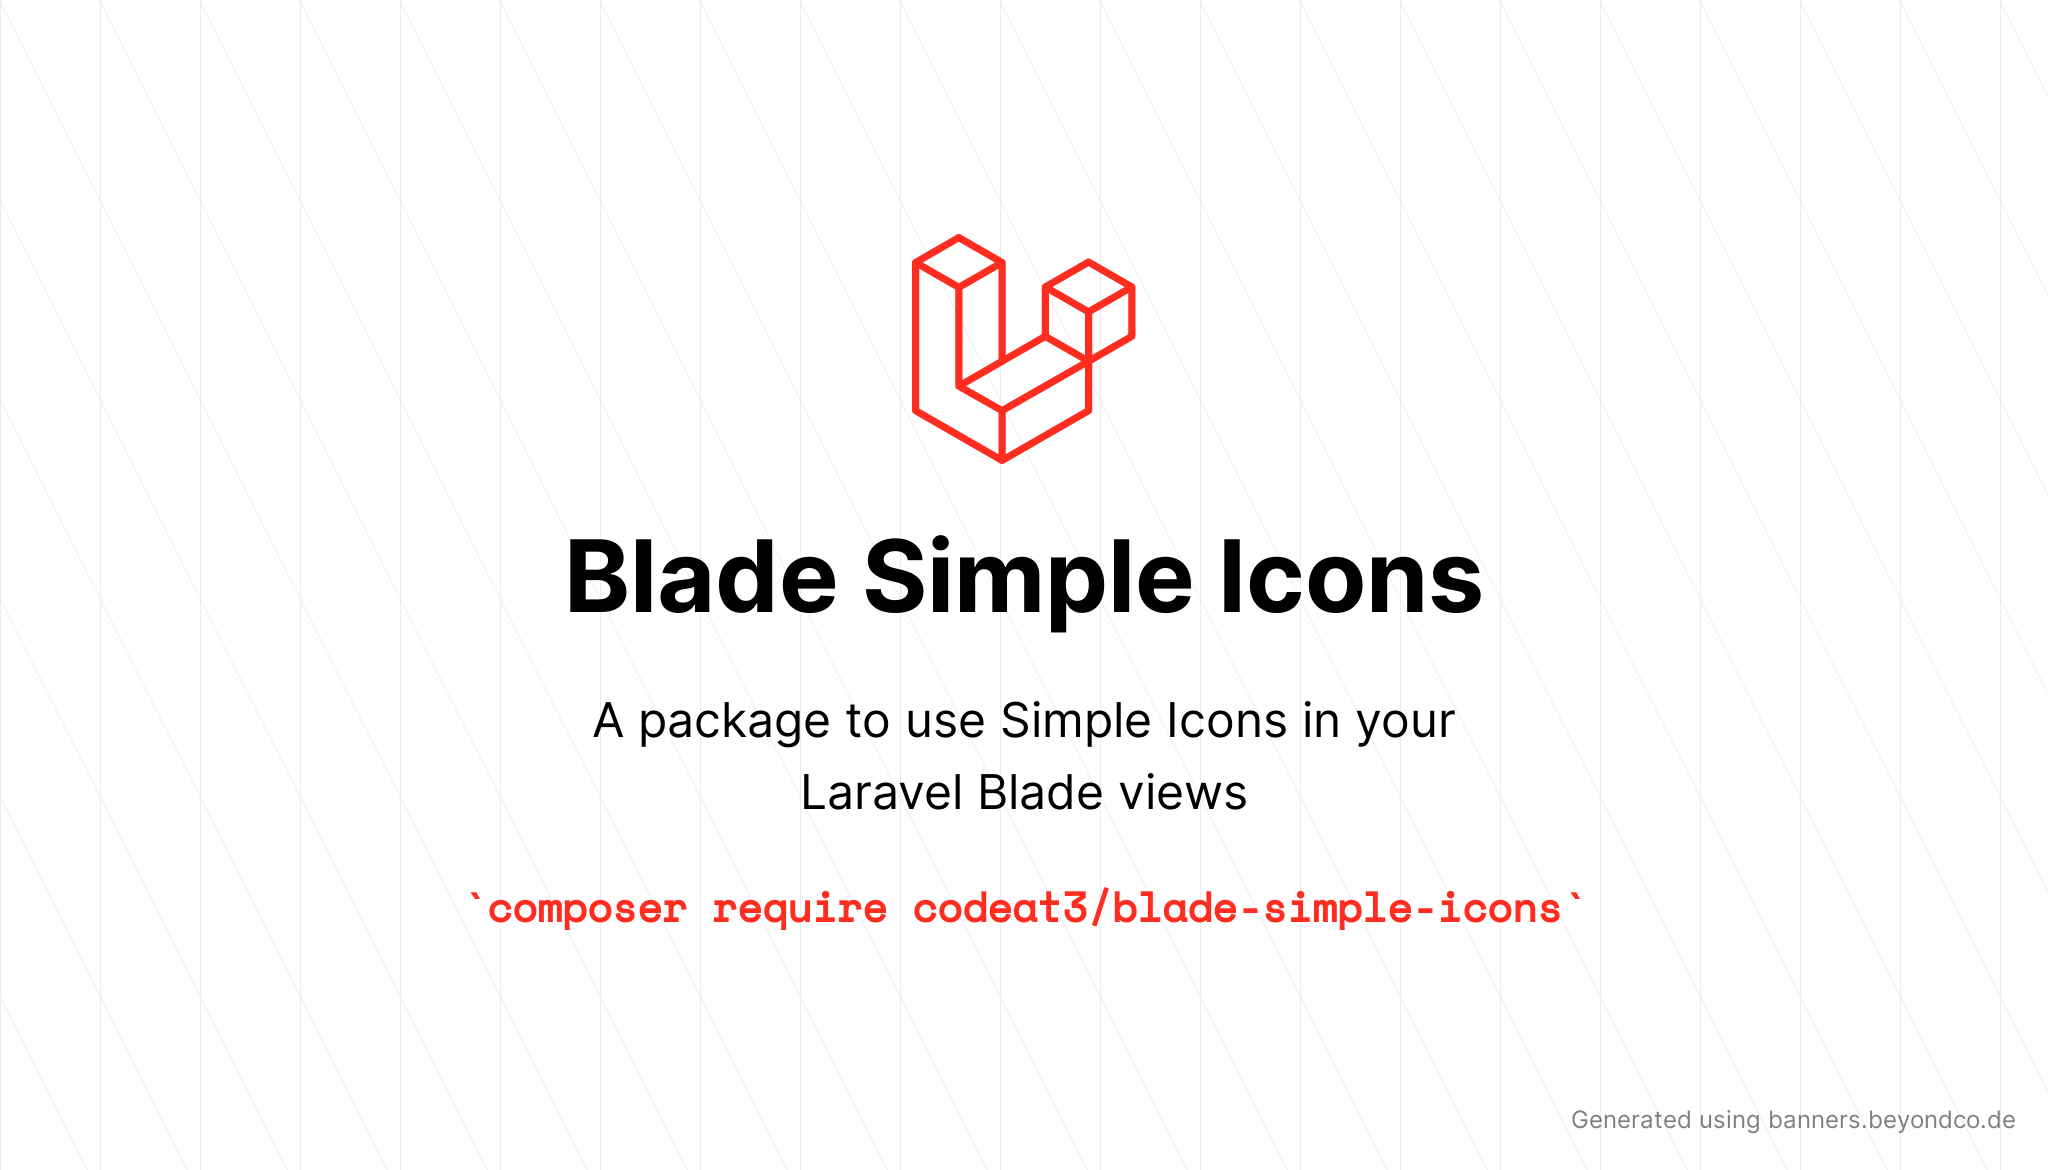 Blade Simple Icons
A package to use Simple Icons in your
Laravel Blade views
`composer require codeat3/blade-simple-icons`
Generated using banners.beyondco.de